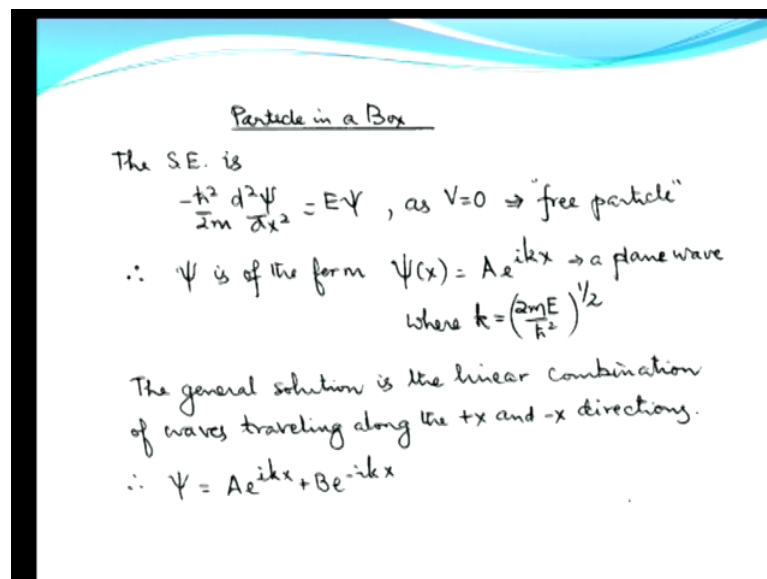 Particle in a Box
The S.E. is
-ħ²/2m d²Ψ/dx² = EΨ , as V=0 ⇒ "free particle"
∴ Ψ is of the form Ψ(x) = Ae^{ikx} → a plane wave
where k = (2mE/ħ²)^{1/2}
The general solution is the linear combination
of waves traveling along the +x and -x directions.
∴ Ψ = Ae^{ikx} + Be^{-ikx}